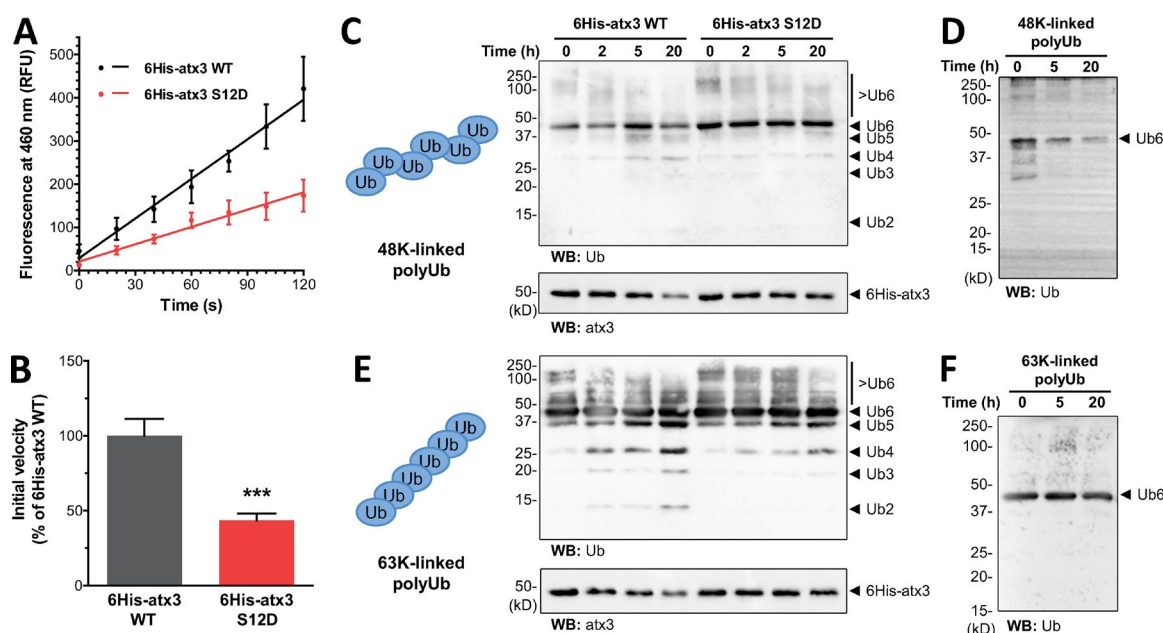 A
Fluorescence at 460 nm (RFU)
500
400
300
200
100
0
6His-atx3 WT
6His-atx3 S12D
0 20 40 60 80 100 120
Time (s)
B
Initial velocity
(% of 6His-atx3 WT)
150
100
50
0
***
6His-atx3
WT
6His-atx3
S12D
C
Ub Ub Ub Ub Ub Ub
48K-linked
polyUb
6His-atx3 WT 6His-atx3 S12D
Time (h) 0 2 5 20 0 2 5 20
250-
100-
50-
37-
25-
20-
15-
>Ub6
Ub6
Ub5
Ub4
Ub3
Ub2
WB: Ub
50-
(kD)
6His-atx3
WB: atx3
D
48K-linked
polyUb
Time (h) 0 5 20
250-
100-
50-
37-
25-
20-
15-
(kD)
Ub6
WB: Ub
E
Ub Ub Ub Ub Ub Ub
63K-linked
polyUb
250-
100-
50-
37-
25-
20-
15-
>Ub6
Ub6
Ub5
Ub4
Ub3
Ub2
WB: Ub
50-
(kD)
6His-atx3
WB: atx3
F
63K-linked
polyUb
Time (h) 0 5 20
250-
100-
50-
37-
25-
20-
15-
(kD)
Ub6
WB: Ub